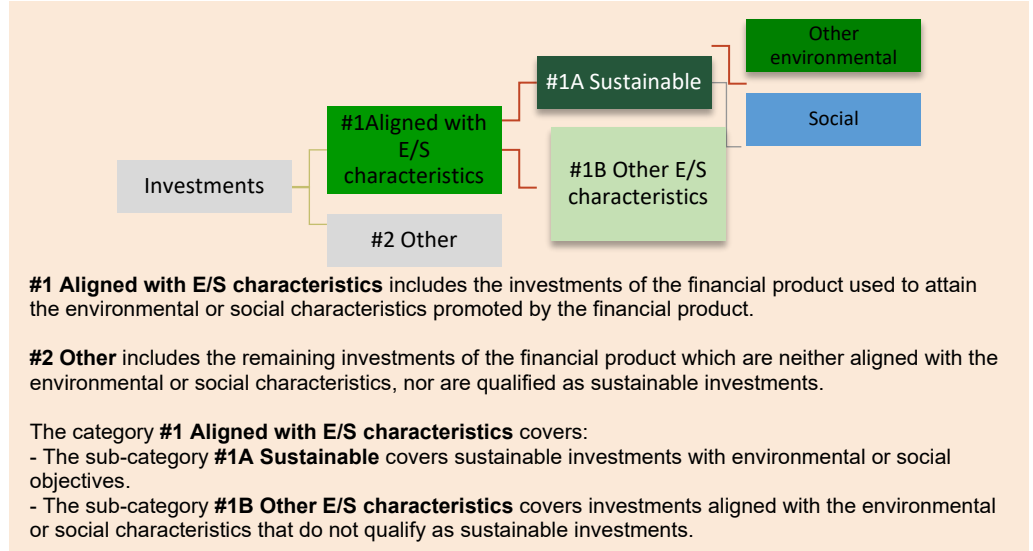 Other
environmental
#1A Sustainable
Social
#1Aligned with
E/S
characteristics
#1B Other E/S
characteristics
Investments
#2 Other
#1 Aligned with E/S characteristics includes the investments of the financial product used to attain
the environmental or social characteristics promoted by the financial product.
#2 Other includes the remaining investments of the financial product which are neither aligned with the
environmental or social characteristics, nor are qualified as sustainable investments.
The category #1 Aligned with E/S characteristics covers:
- The sub-category #1A Sustainable covers sustainable investments with environmental or social
objectives.
- The sub-category #1B Other E/S characteristics covers investments aligned with the environmental
or social characteristics that do not qualify as sustainable investments.